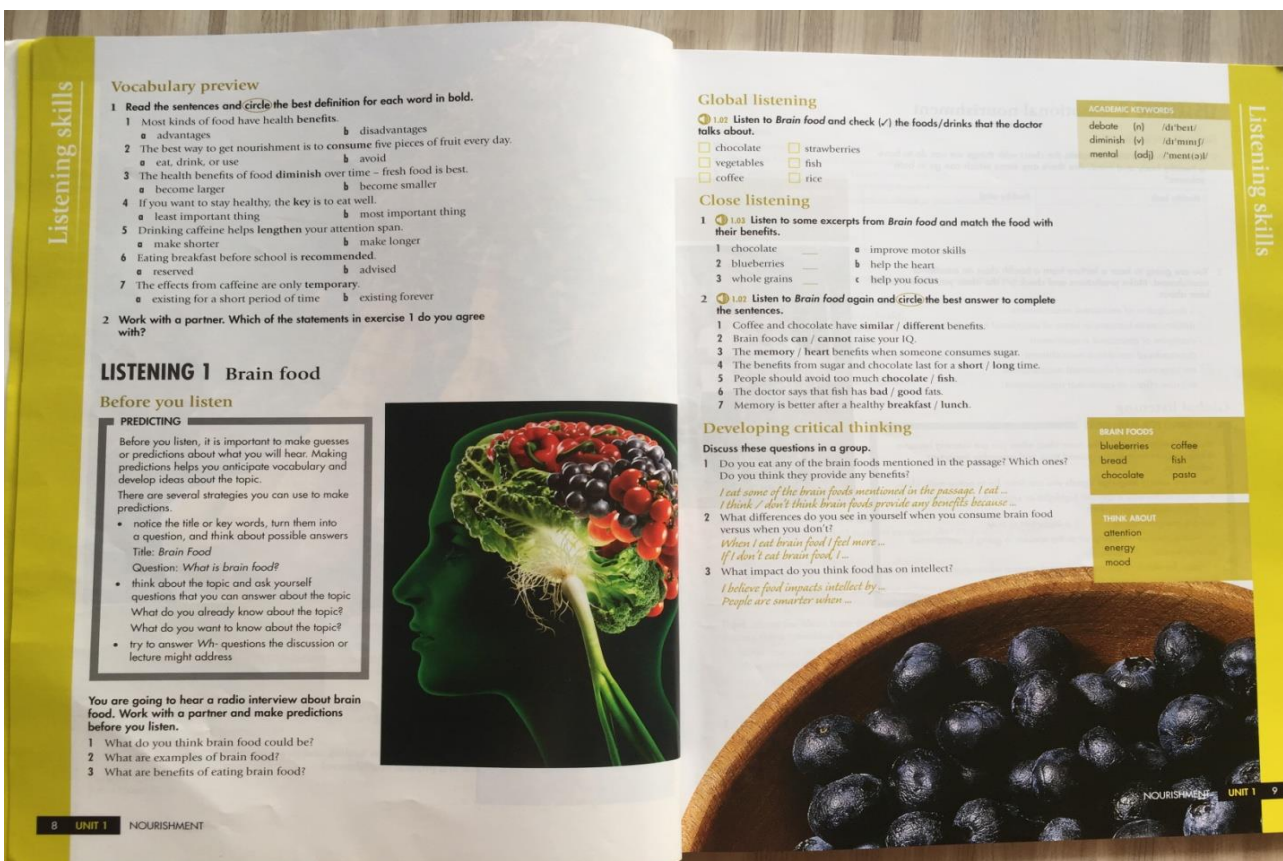 Listening skills
Vocabulary preview
1 Read the sentences and circle the best definition for each word in bold.
1 Most kinds of food have health benefits.
a advantages b disadvantages
2 The best way to get nourishment is to consume five pieces of fruit every day.
a eat, drink, or use b avoid
3 The health benefits of food diminish over time – fresh food is best.
a become larger b become smaller
4 If you want to stay healthy, the key is to eat well.
a least important thing b most important thing
5 Drinking caffeine helps lengthen your attention span.
a make shorter b make longer
6 Eating breakfast before school is recommended.
a reserved b advised
7 The effects from caffeine are only temporary.
a existing for a short period of time b existing forever
2 Work with a partner. Which of the statements in exercise 1 do you agree
with?
LISTENING 1 Brain food
Before you listen
PREDICTING
Before you listen, it is important to make guesses
or predictions about what you will hear. Making
predictions helps you anticipate vocabulary and
develop ideas about the topic.
There are several strategies you can use to make
predictions.
• notice the title or key words, turn them into
a question, and think about possible answers
Title: Brain Food
Question: What is brain food?
• think about the topic and ask yourself
questions that you can answer about the topic
What do you already know about the topic?
What do you want to know about the topic?
• try to answer Wh- questions the discussion or
lecture might address
You are going to hear a radio interview about brain
food. Work with a partner and make predictions
before you listen.
1 What do you think brain food could be?
2 What are examples of brain food?
3 What are benefits of eating brain food?
8 UNIT 1 NOURISHMENT
Global listening
1.02 Listen to Brain food and check (✓) the foods/drinks that the doctor
talks about.
chocolate strawberries
vegetables fish
coffee rice
Close listening
1 1.03 Listen to some excerpts from Brain food and match the food with
their benefits.
1 chocolate ___ a improve motor skills
2 blueberries ___ b help the heart
3 whole grains ___ c help you focus
2 1.02 Listen to Brain food again and circle the best answer to complete
the sentences.
1 Coffee and chocolate have similar / different benefits.
2 Brain foods can / cannot raise your IQ.
3 The memory / heart benefits when someone consumes sugar.
4 The benefits from sugar and chocolate last for a short / long time.
5 People should avoid too much chocolate / fish.
6 The doctor says that fish has bad / good fats.
7 Memory is better after a healthy breakfast / lunch.
Developing critical thinking
Discuss these questions in a group.
1 Do you eat any of the brain foods mentioned in the passage? Which ones?
Do you think they provide any benefits?
I eat some of the brain foods mentioned in the passage. I eat ...
I think / don't think brain foods provide any benefits because ...
2 What differences do you see in yourself when you consume brain food
versus when you don't?
When I eat brain food I feel more ...
If I don't eat brain food, I ...
3 What impact do you think food has on intellect?
I believe food impacts intellect by ...
People are smarter when ...
ACADEMIC KEYWORDS
debate (n) /dɪˈbeɪt/
diminish (v) /dɪˈmɪnɪʃ/
mental (adj) /ˈment(ə)l/
BRAIN FOODS
blueberries coffee
bread fish
chocolate pasta
THINK ABOUT
attention
energy
mood
Listening skills
NOURISHMENT UNIT 1 9